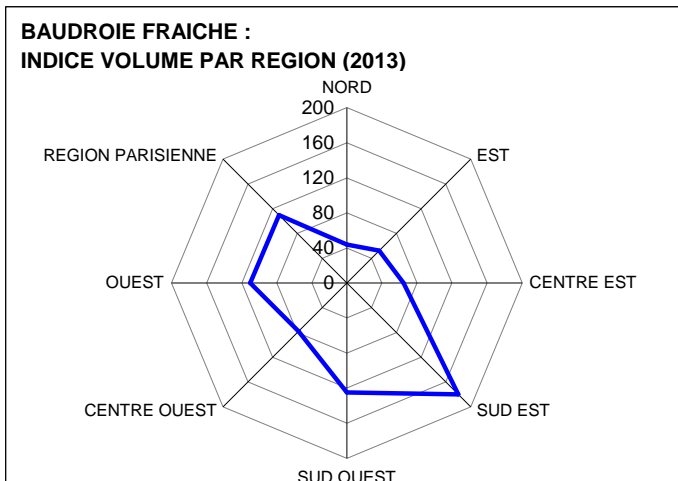 BAUDROIE FRAICHE :
INDICE VOLUME PAR REGION (2013)
NORD
200
REGION PARISIENNE
EST
160
120
80
40
OUEST
0
CENTRE EST
CENTRE OUEST
SUD EST
SUD OUEST